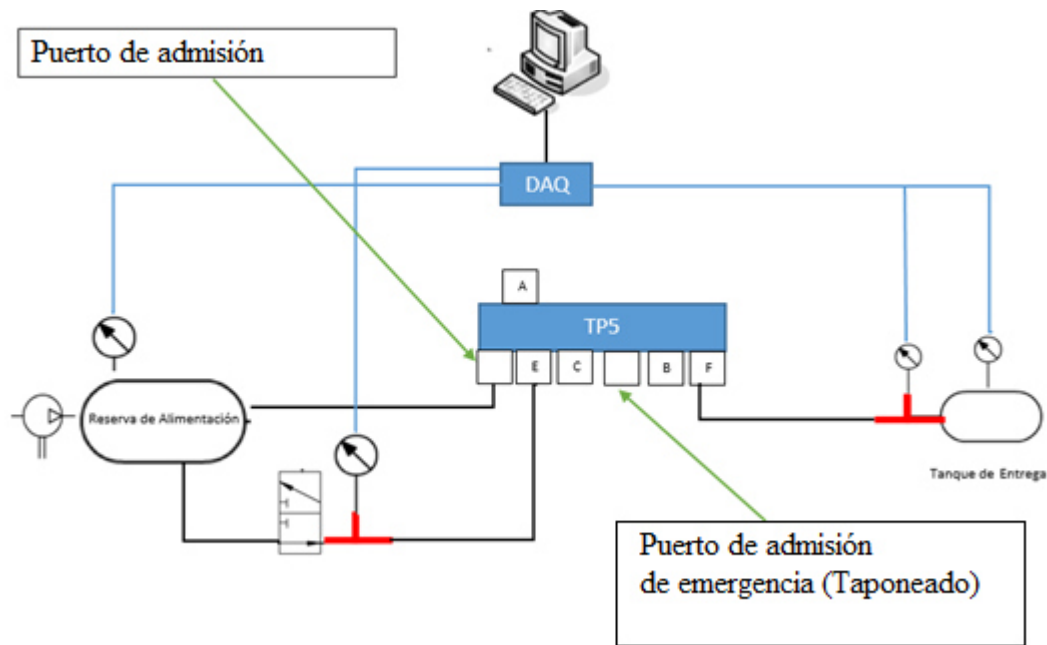 Puerto de admisión
DAQ
A
TP5
E
C
B
F
Reserva de Alimentación
Tanque de Entrega
Puerto de admisión
de emergencia (Taponeado)